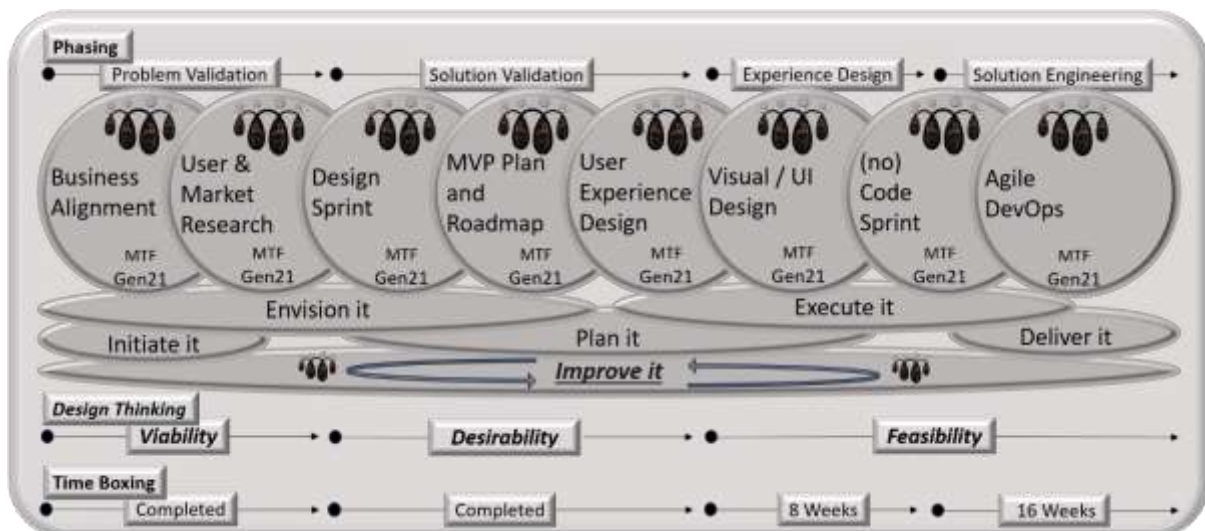 Phasing
Problem Validation
Solution Validation
Experience Design
Solution Engineering
Business
Alignment
MTF
Gen21
User &
Market
Research
MTF
Gen21
Design
Sprint
MTF
Gen21
MVP Plan
and
Roadmap
MTF
Gen21
User
Experience
Design
MTF
Gen21
Visual / UI
Design
MTF
Gen21
(no)
Code
Sprint
MTF
Gen21
Agile
DevOps
MTF
Gen21
Envision it
Execute it
Initiate it
Plan it
Deliver it
Improve it
Design Thinking
Viability
Desirability
Feasibility
Time Boxing
Completed
Completed
8 Weeks
16 Weeks